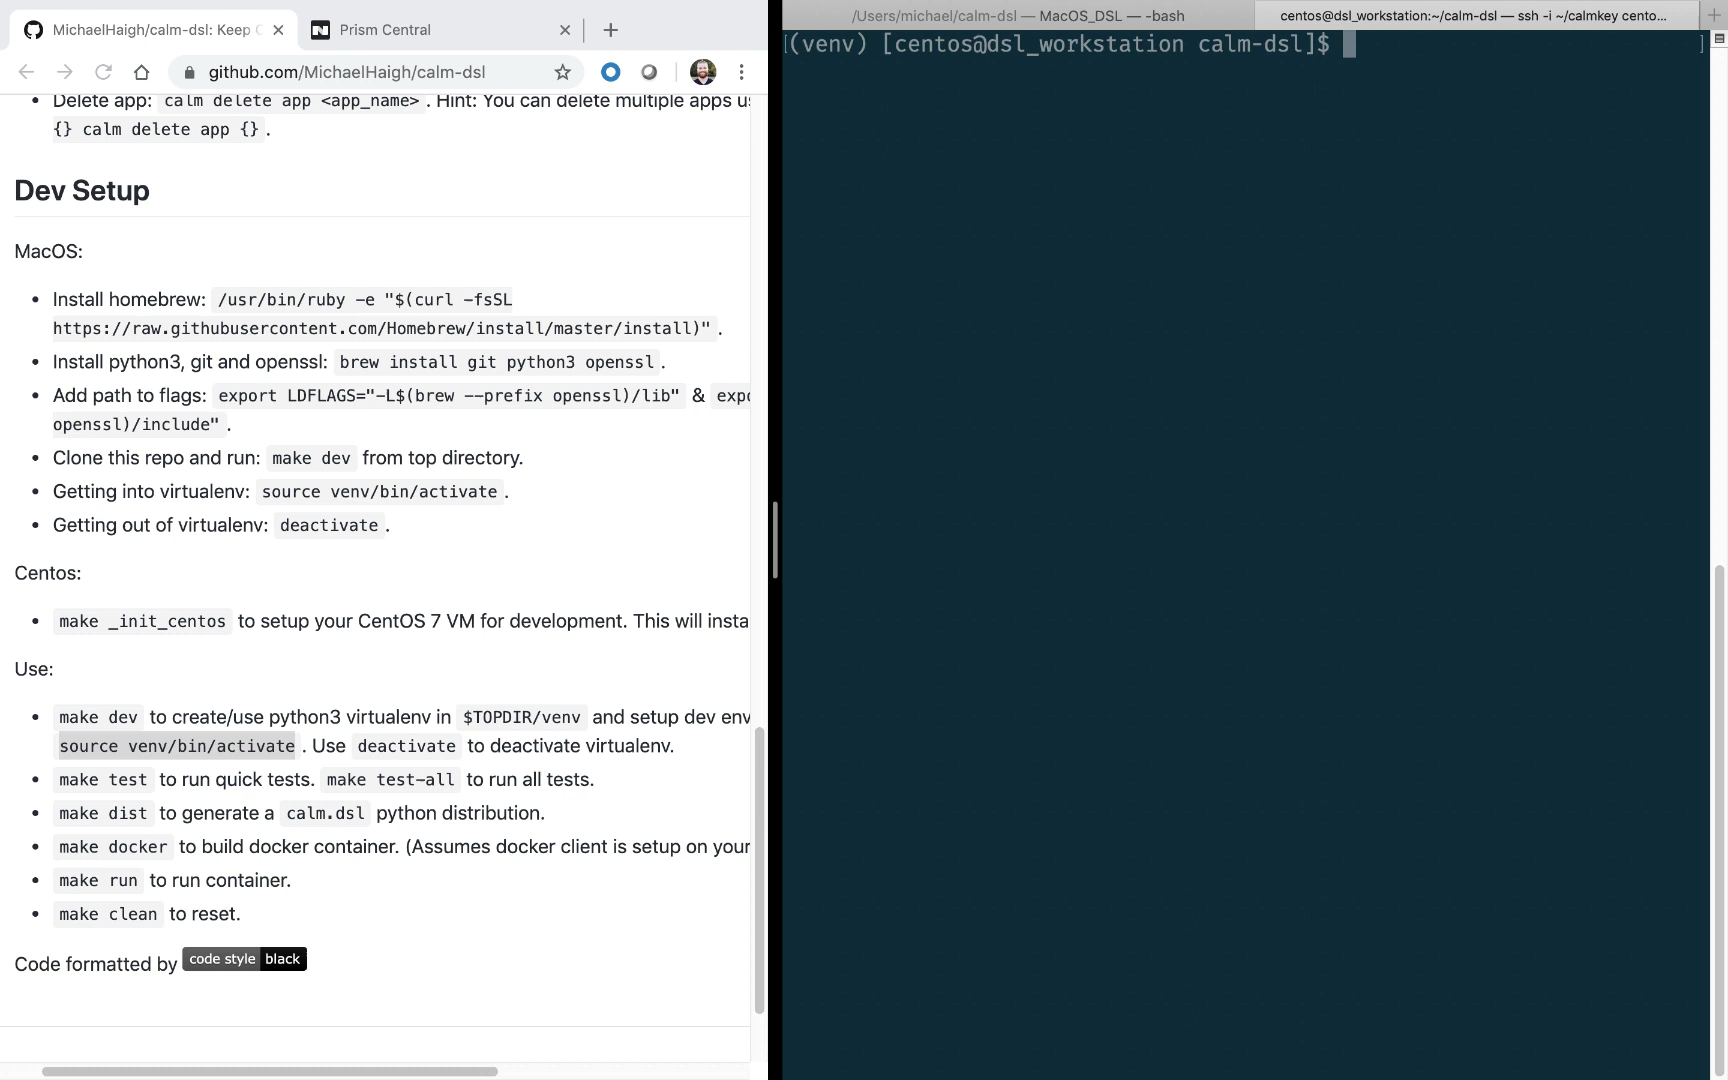 MichaelHaigh/calm-dsl: Keep
Prism Central
github.com/MichaelHaigh/calm-dsl
Delete app: calm delete app <app_name> . Hint: You can delete multiple apps
{} calm delete app {} .
Dev Setup
MacOS:
Install homebrew: /usr/bin/ruby -e "$(curl -fsSL
https://raw.githubusercontent.com/Homebrew/install/master/install)" .
Install python3, git and openssl: brew install git python3 openssl .
Add path to flags: export LDFLAGS="-L$(brew --prefix openssl)/lib" & expo
openssl)/include" .
Clone this repo and run: make dev from top directory.
Getting into virtualenv: source venv/bin/activate .
Getting out of virtualenv: deactivate .
Centos:
make _init_centos to setup your CentOS 7 VM for development. This will insta
Use:
make dev to create/use python3 virtualenv in $TOPDIR/venv and setup dev env
source venv/bin/activate . Use deactivate to deactivate virtualenv.
make test to run quick tests. make test-all to run all tests.
make dist to generate a calm.dsl python distribution.
make docker to build docker container. (Assumes docker client is setup on your
make run to run container.
make clean to reset.
Code formatted by code style black
/Users/michael/calm-dsl — MacOS_DSL — -bash
centos@dsl_workstation:~/calm-dsl — ssh -i ~/calmkey cento...
[(venv) [centos@dsl_workstation calm-dsl]$ ]